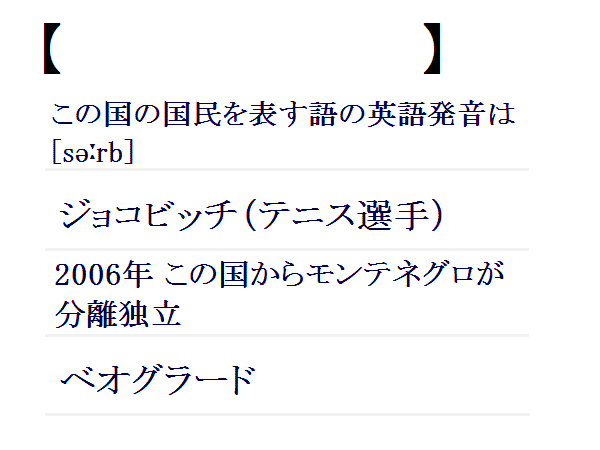 【 】
この国の国民を表す語の英語発音は
[səːrb]
ジョコビッチ(テニス選手)
2006年 この国からモンテネグロが
分離独立
ベオグラード